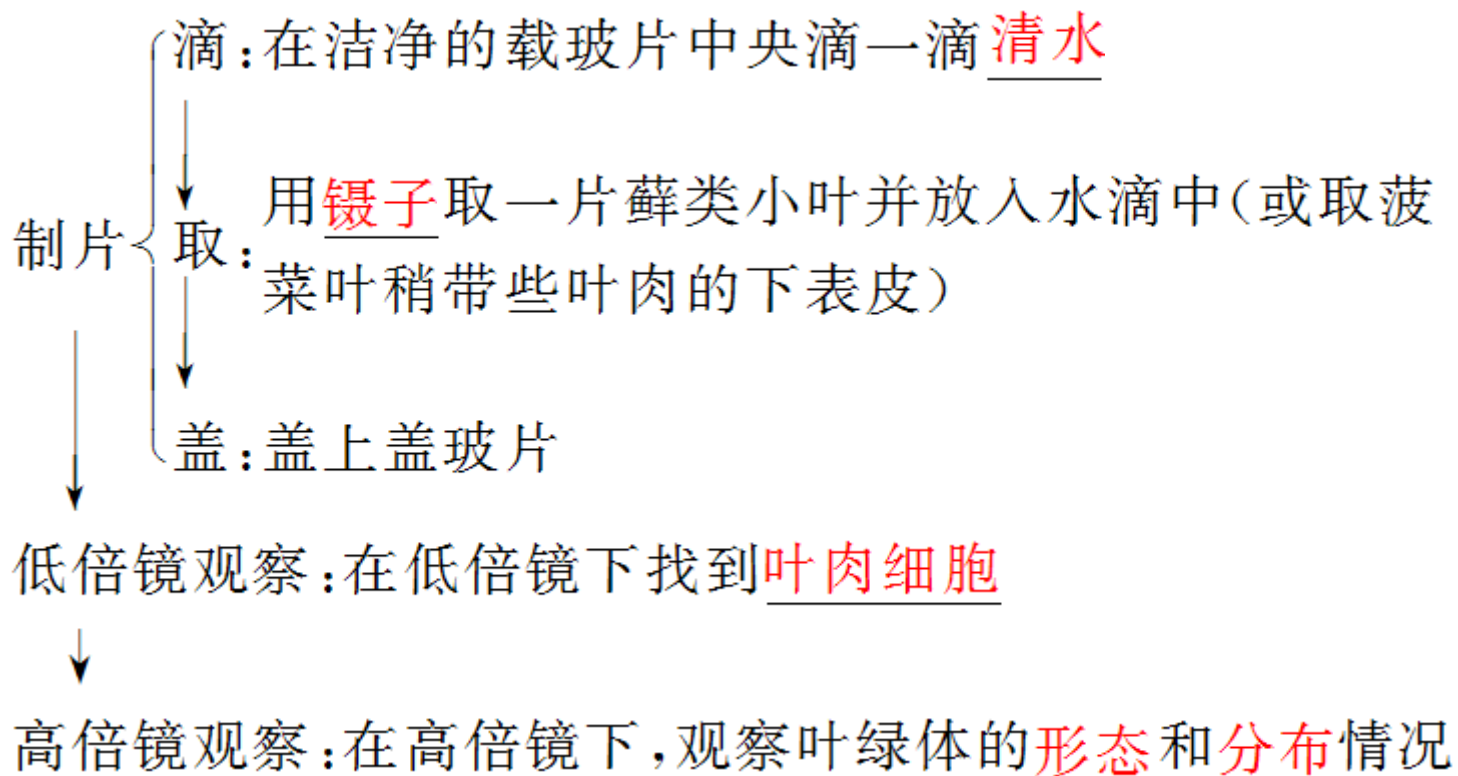 滴:在洁净的载玻片中央滴一滴清水
用镊子取一片藓类小叶并放入水滴中(或取菠
制片
取:
菜叶稍带些叶肉的下表皮)
盖:盖上盖玻片
低倍镜观察:在低倍镜下找到叶肉细胞
高倍镜观察:在高倍镜下,观察叶绿体的形态和分布情况